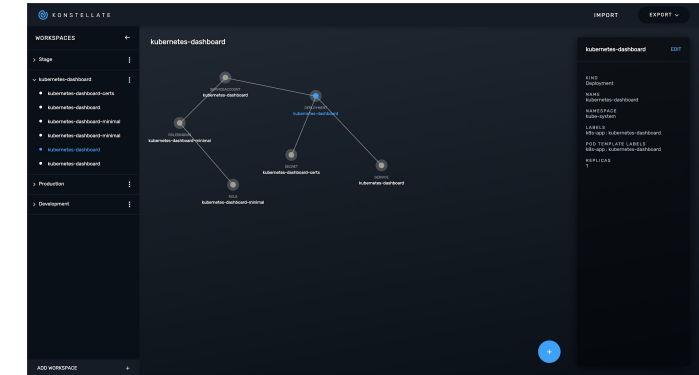 KONSTELLATE
IMPORT
EXPORT
WORKSPACES
Stage
kubernetes-dashboard
kubernetes-dashboard-certs
kubernetes-dashboard
kubernetes-dashboard-minimal
kubernetes-dashboard-minimal
kubernetes-dashboard
kubernetes-dashboard
Production
Development
ADD WORKSPACE +
kubernetes-dashboard
SERVICEACCOUNT
kubernetes-dashboard
DEPLOYMENT
kubernetes-dashboard
ROLEBINDING
kubernetes-dashboard-minimal
SECRET
kubernetes-dashboard-certs
SERVICE
kubernetes-dashboard
ROLE
kubernetes-dashboard-minimal
+
kubernetes-dashboard EDIT
KIND
Deployment
NAME
kubernetes-dashboard
NAMESPACE
kube-system
LABELS
k8s-app : kubernetes-dashboard
POD TEMPLATE LABELS
k8s-app : kubernetes-dashboard
REPLICAS
1